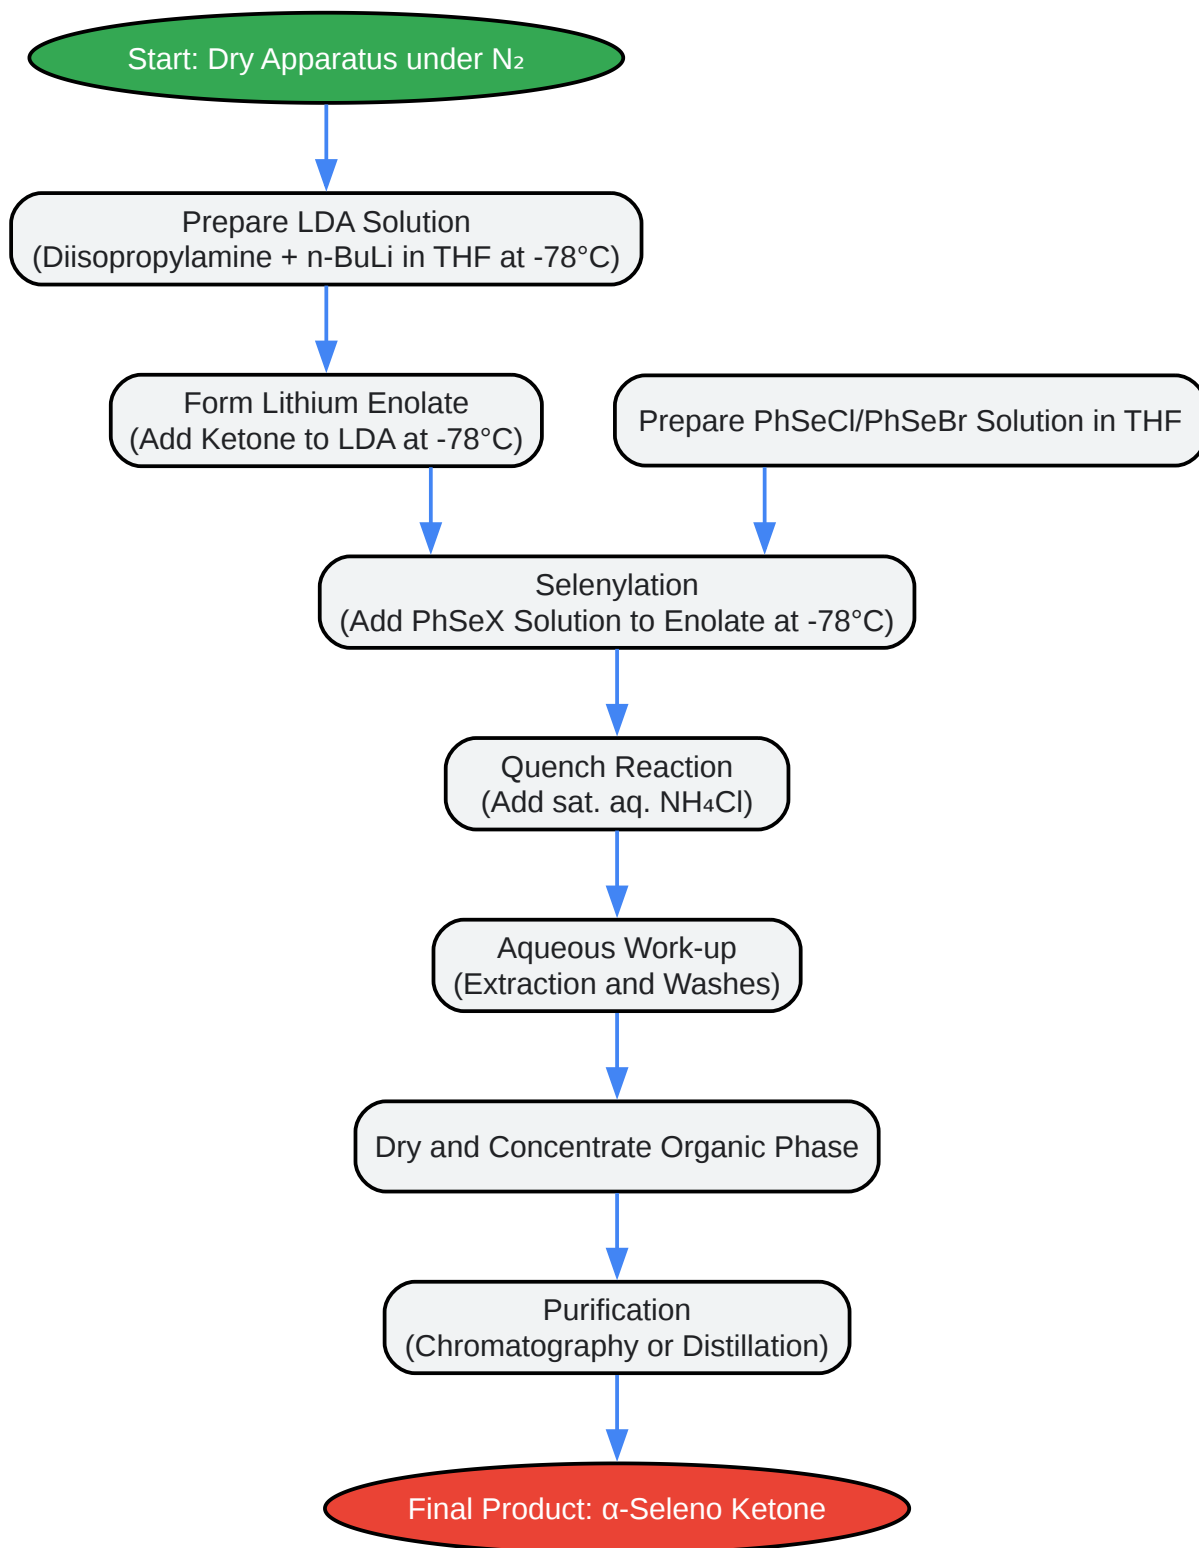 Start: Dry Apparatus under N₂
Prepare LDA Solution
(Diisopropylamine + n-BuLi in THF at -78°C)
Form Lithium Enolate
(Add Ketone to LDA at -78°C)
Prepare PhSeCl/PhSeBr Solution in THF
Selenylation
(Add PhSeX Solution to Enolate at -78°C)
Quench Reaction
(Add sat. aq. NH₄Cl)
Aqueous Work-up
(Extraction and Washes)
Dry and Concentrate Organic Phase
Purification
(Chromatography or Distillation)
Final Product: α-Seleno Ketone